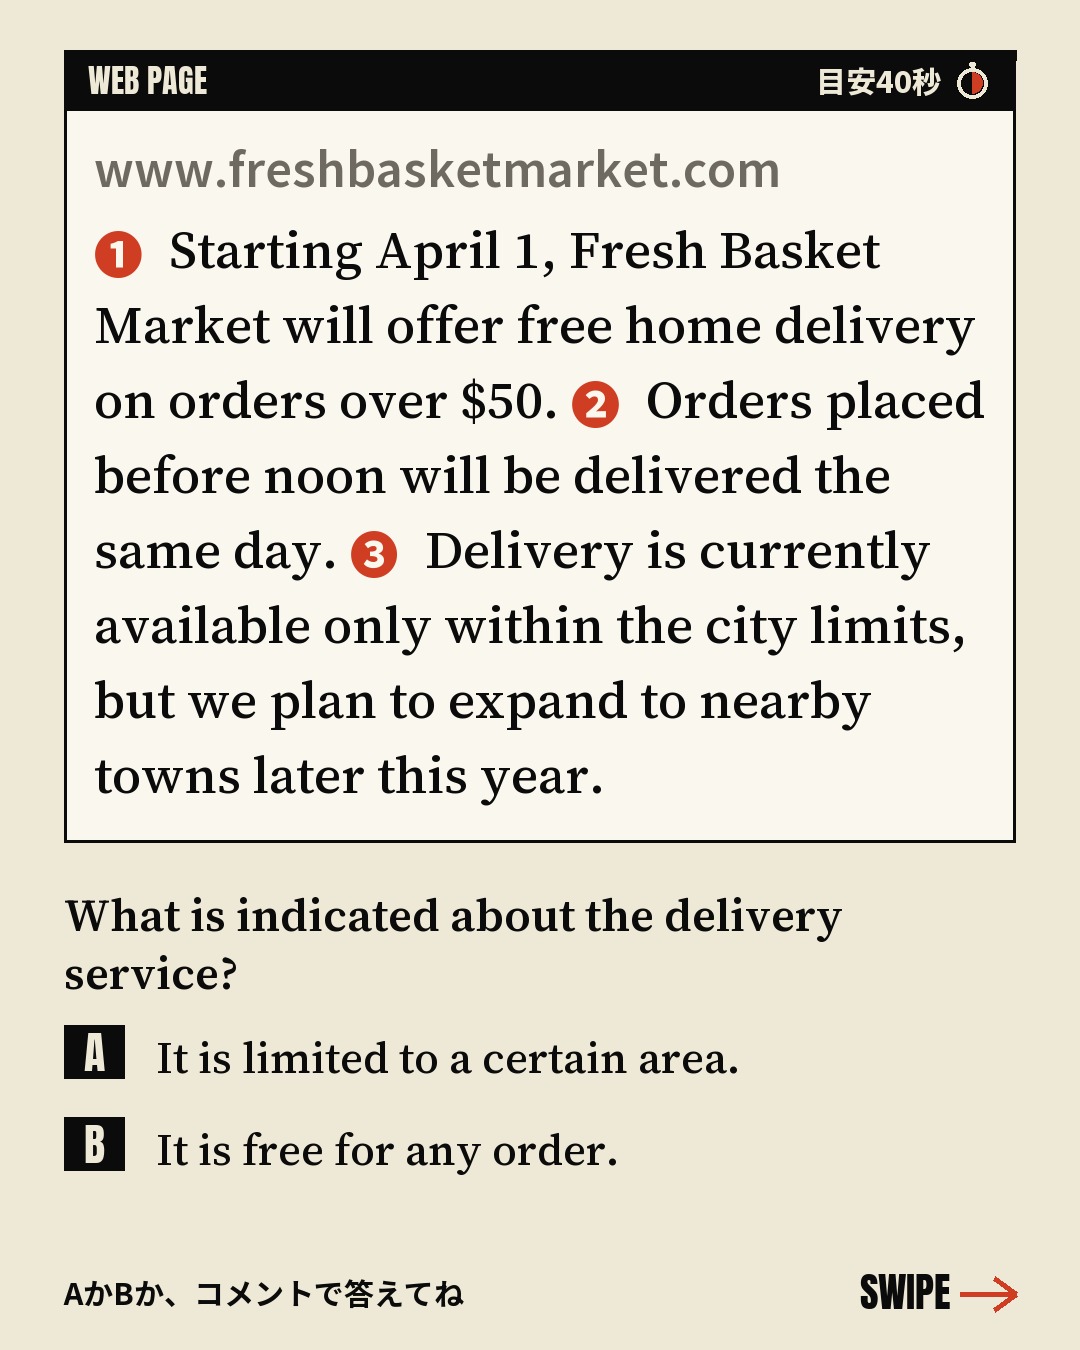 WEB PAGE
目安40秒
www.freshbasketmarket.com
1 Starting April 1, Fresh Basket
Market will offer free home delivery
on orders over $50. 2 Orders placed
before noon will be delivered the
same day. 3 Delivery is currently
available only within the city limits,
but we plan to expand to nearby
towns later this year.
What is indicated about the delivery
service?
A It is limited to a certain area.
B It is free for any order.
AかBか、コメントで答えてね
SWIPE